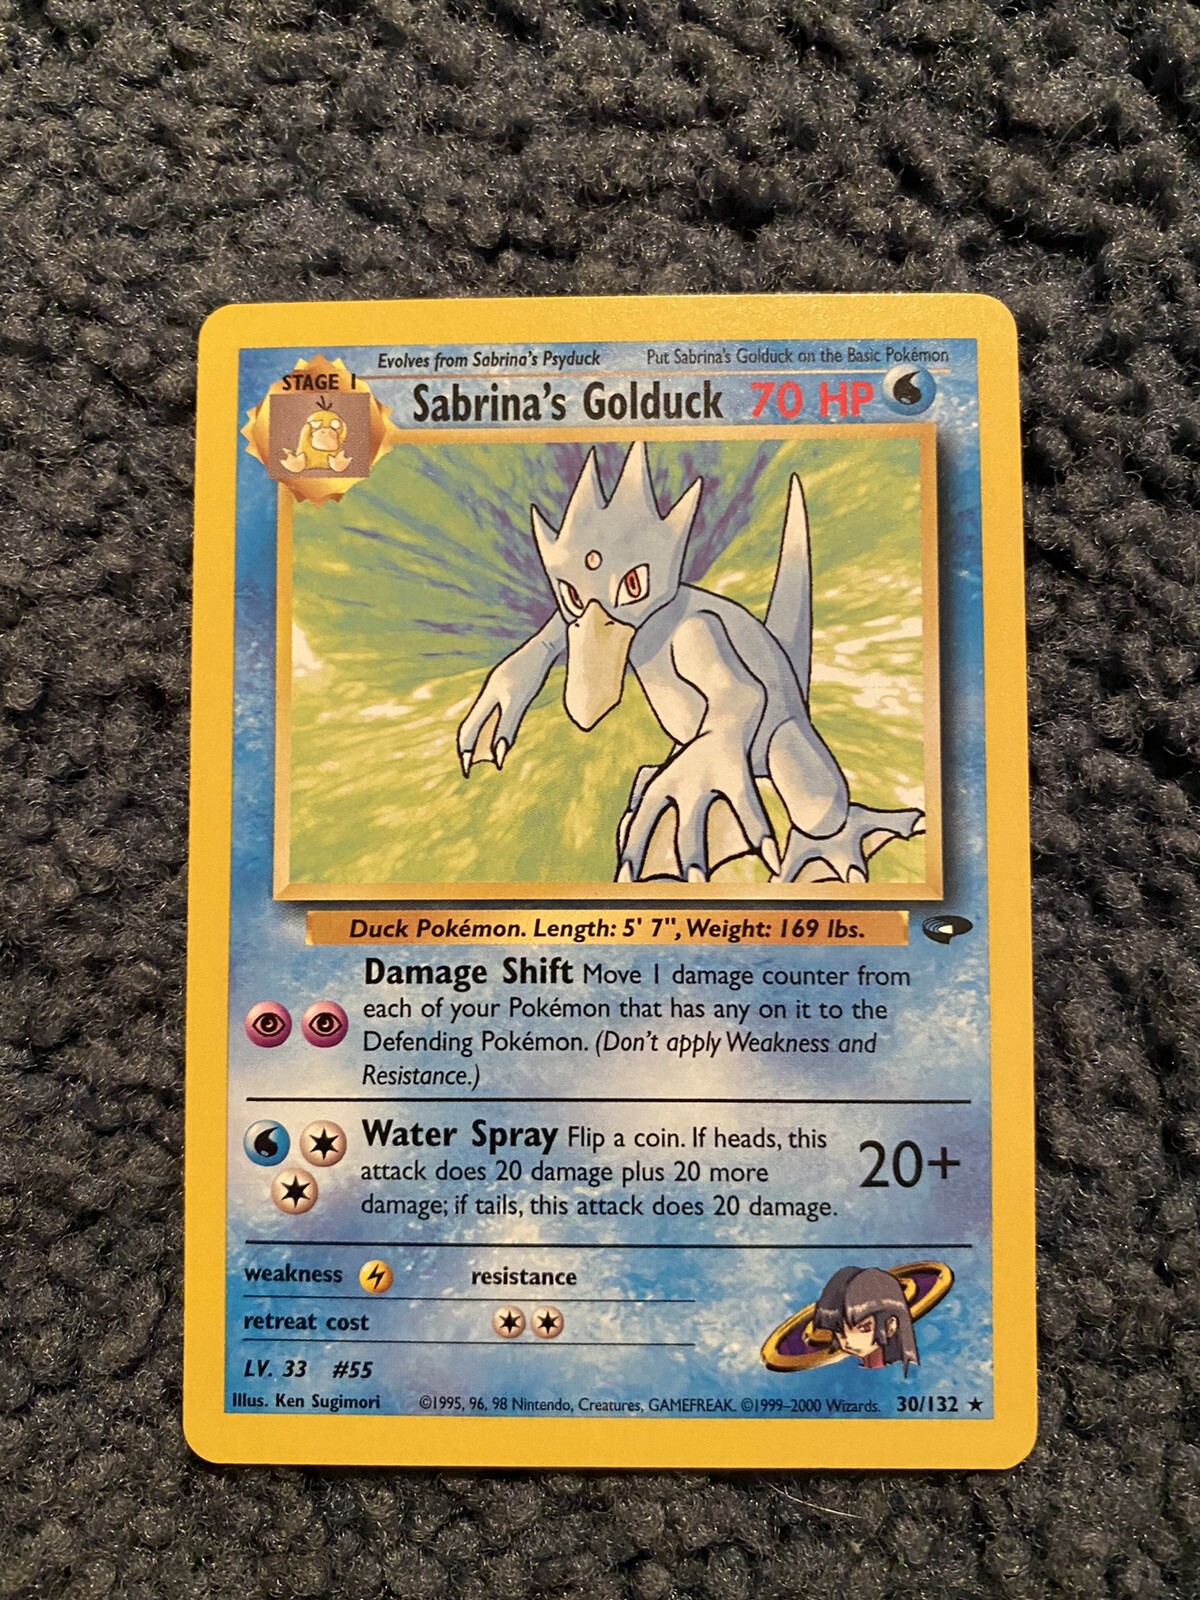 Evolves from Sabrina's Psyduck
Put Sabrina's Golduck on the Basic Pokémon
STAGE 1
Sabrina's Golduck 70 HP
Duck Pokémon. Length: 5' 7", Weight: 169 lbs.
Damage Shift Move 1 damage counter from
each of your Pokémon that has any on it to the
Defending Pokémon. (Don't apply Weakness and
Resistance.)
Water Spray Flip a coin. If heads, this
attack does 20 damage plus 20 more
damage; if tails, this attack does 20 damage.
20+
weakness
resistance
retreat cost
LV. 33 #55
Illus. Ken Sugimori
©1995, 96, 98 Nintendo, Creatures, GAMEFREAK. ©1999–2000 Wizards.
30/132 ★